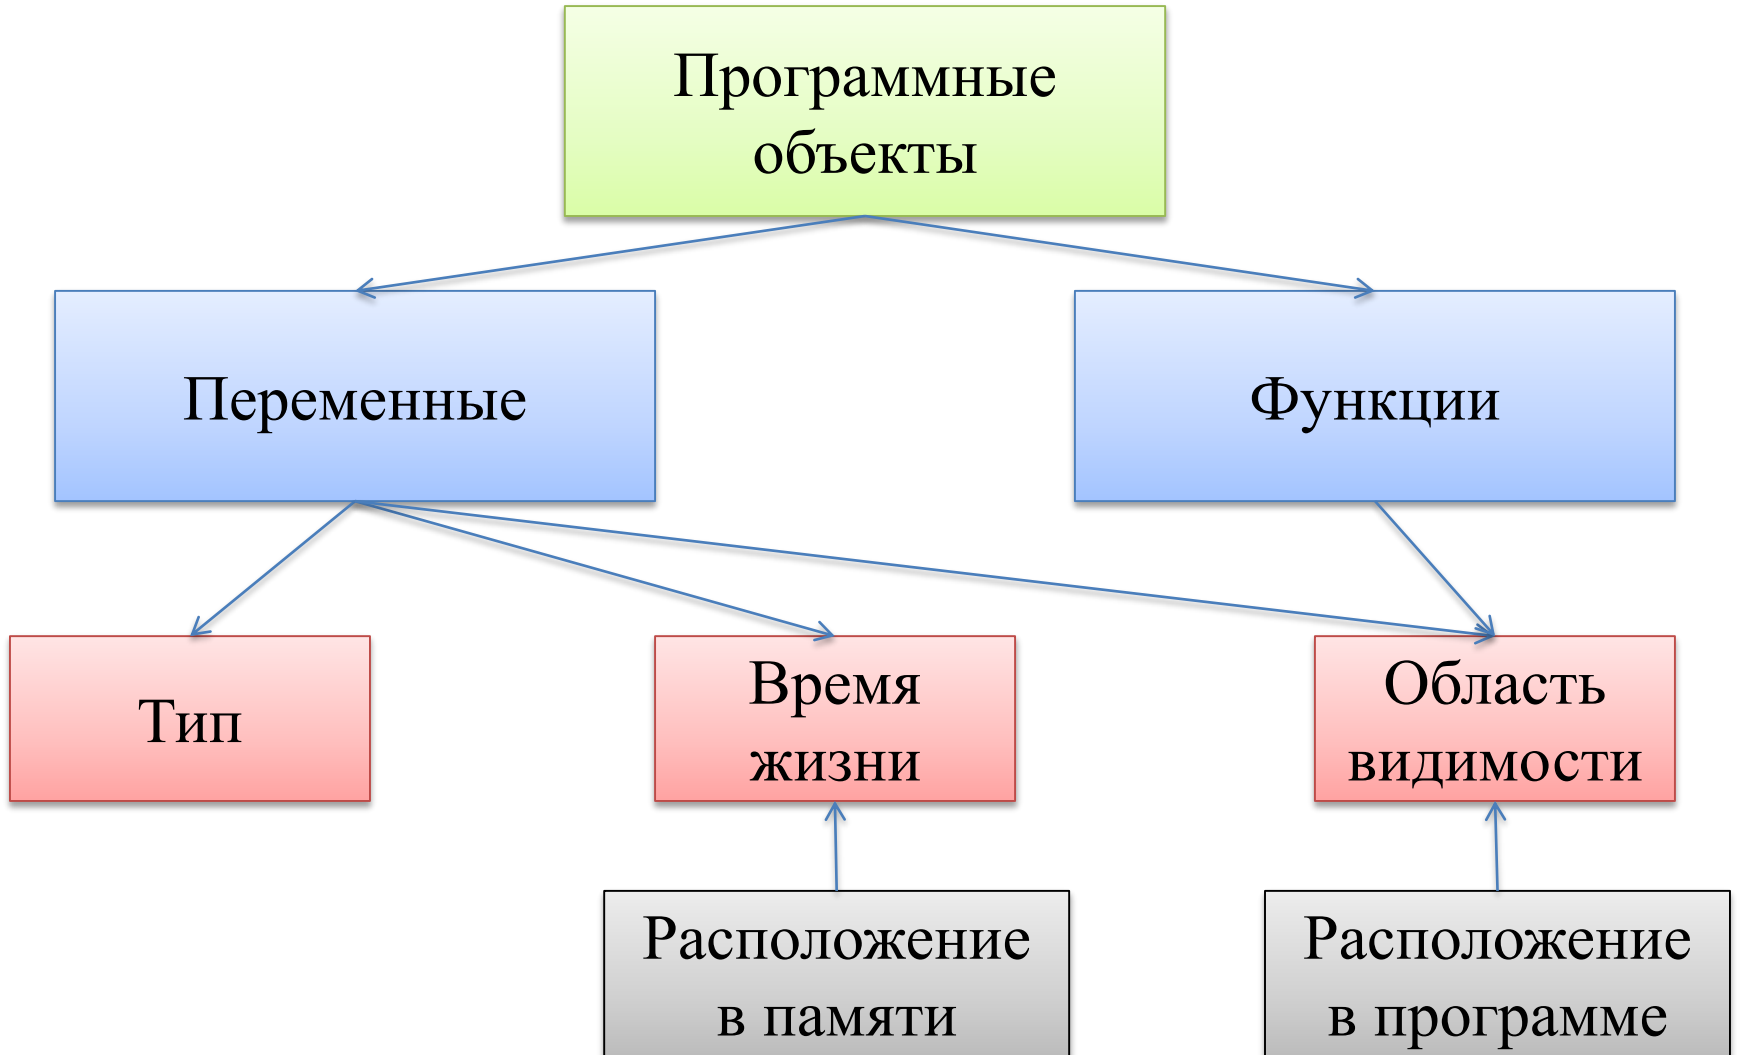 Программные
объекты
Переменные
Функции
Тип
Время
жизни
Область
видимости
Расположение
в памяти
Расположение
в программе